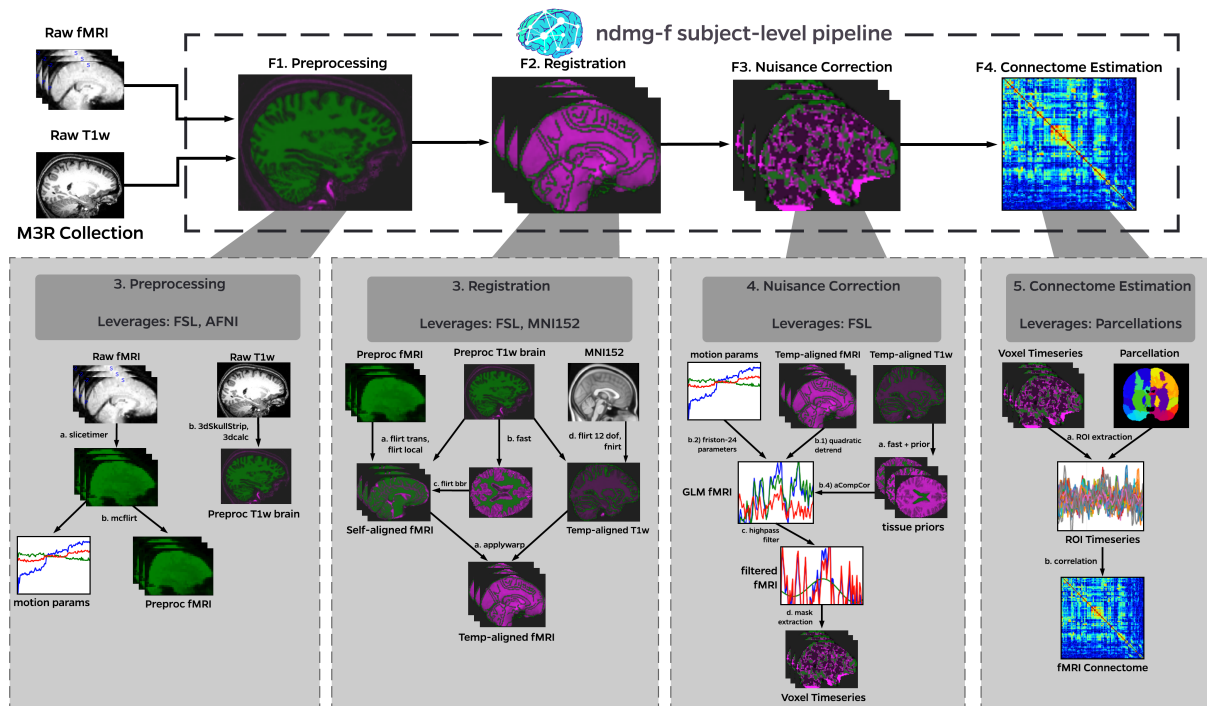 ndmg-f subject-level pipeline
Raw fMRI
Raw T1w
M3R Collection
F1. Preprocessing
F2. Registration
F3. Nuisance Correction
F4. Connectome Estimation
3. Preprocessing
Leverages: FSL, AFNI
Raw fMRI
Raw T1w
a. slicetimer
b. 3dSkullStrip,
3dcalc
Preproc T1w brain
b. mcflirt
motion params
Preproc fMRI
3. Registration
Leverages: FSL, MNI152
Preproc fMRI
Preproc T1w brain
MNI152
a. flirt trans,
flirt local
b. fast
d. flirt 12 dof,
fnirt
c. flirt bbr
Self-aligned fMRI
Temp-aligned T1w
a. applywarp
Temp-aligned fMRI
4. Nuisance Correction
Leverages: FSL
motion params
Temp-aligned fMRI
Temp-aligned T1w
b.2) friston-24
parameters
b.1) quadratic
detrend
a. fast + prior
GLM fMRI
b.4) aCompCor
tissue priors
c. highpass
filter
filtered
fMRI
d. mask
extraction
Voxel Timeseries
5. Connectome Estimation
Leverages: Parcellations
Voxel Timeseries
Parcellation
a. ROI extraction
ROI Timeseries
b. correlation
fMRI Connectome